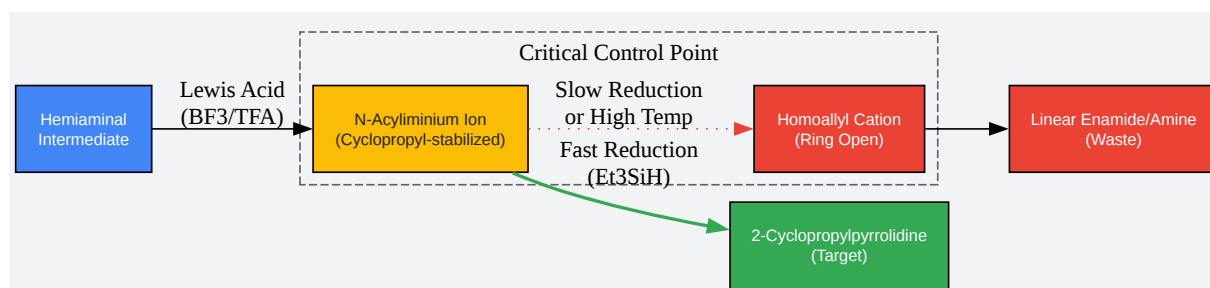 Critical Control Point
Hemiaminal
Intermediate
Lewis Acid
(BF3/TFA)
N-Acyliminium Ion
(Cyclopropyl-stabilized)
Slow Reduction
or High Temp
Fast Reduction
(Et3SiH)
Homoallyl Cation
(Ring Open)
Linear Enamide/Amine
(Waste)
2-Cyclopropylpyrrolidine
(Target)